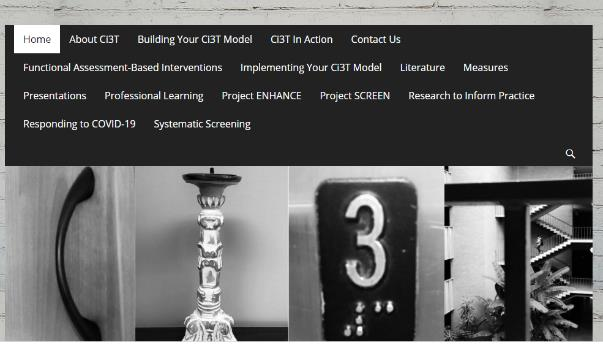 Home About CI3T Building Your CI3T Model CI3T In Action Contact Us
Functional Assessment-Based Interventions Implementing Your Ci3T Model Literature Measures
Presentations Professional Learning Project ENHANCE Project SCREEN Research to Inform Practice
Responding to COVID-19 Systematic Screening
3